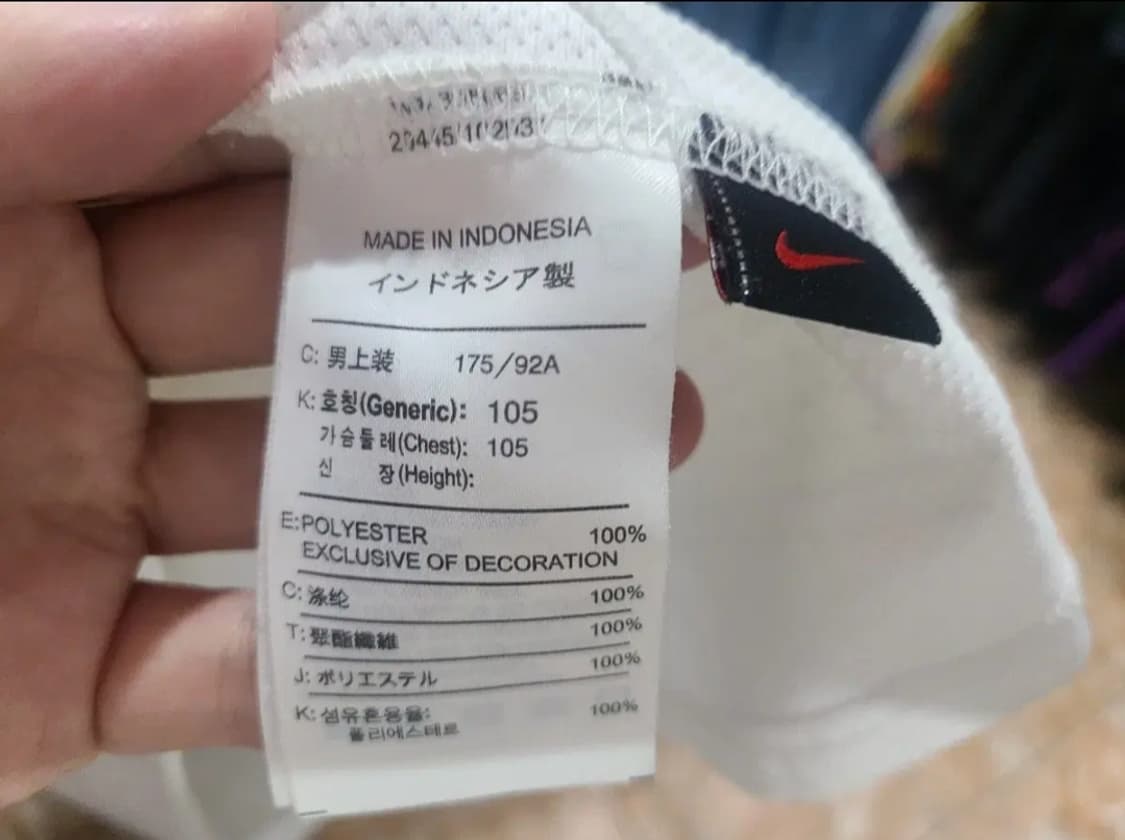 MADE IN INDONESIA
インドネシア製
C: 男上装 175/92A
K: 호칭(Generic): 105
가슴둘레(Chest): 105
신 장(Height):
E:POLYESTER 100%
EXCLUSIVE OF DECORATION
C: 涤纶 100%
T: 聚酯纖維 100%
J: ポリエステル 100%
K: 섬유혼용율: 100%
폴리에스테르